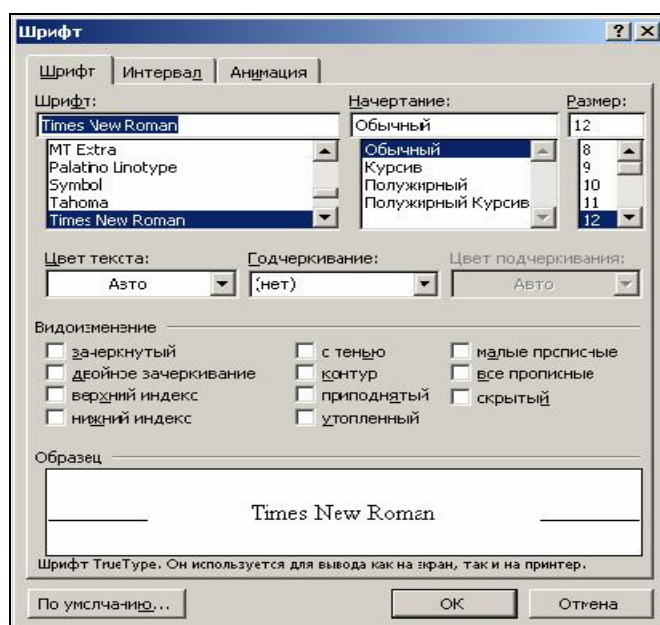 Шрифт
Шрифт Интервал Анимация
Шрифт: Начертание: Размер:
Times New Roman Обычный 12
MT Extra Обычный 8
Palatino Linotype Курсив 9
Symbol Полужирный 10
Tahoma Полужирный Курсив 11
Times New Roman 12
Цвет текста: Подчеркивание: Цвет подчеркивания:
Авто (нет) Авто
Видоизменение
зачеркнутый с тенью малые прописные
двойное зачеркивание контур все прописные
верхний индекс приподнятый скрытый
нижний индекс утопленный
Образец
Times New Roman
Шрифт TrueType. Он используется для вывода как на экран, так и на принтер.
По умолчанию... ОК Отмена